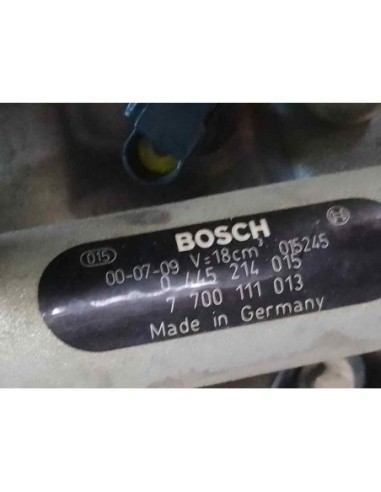 BOSCH
015 00-07-09 V=18cm³ 015245
0 445 214 015
7 700 111 013
Made in Germany